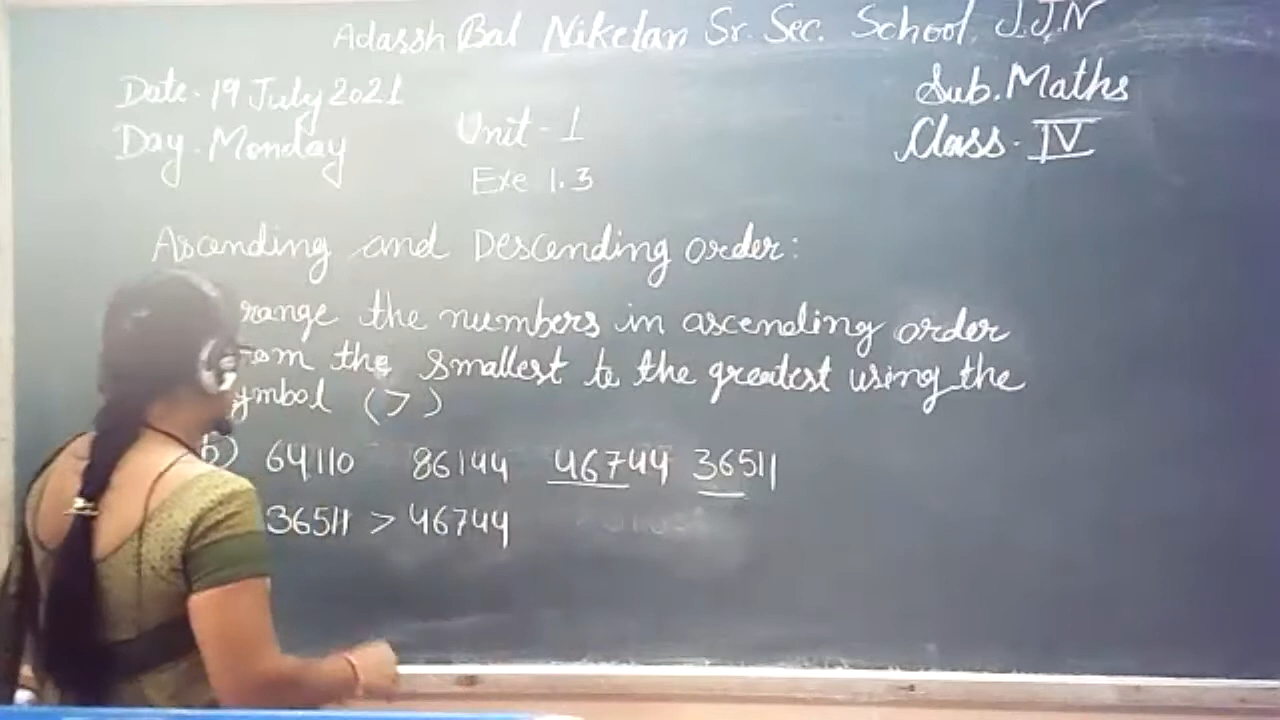 Adassh Bal Niketan Sr. Sec. School, J.J.N
Date. 19 July 2021
Sub. Maths
Day. Monday
Unit - 1
Class. IV
Exe 1.3
Ascending and Descending order:
range the numbers in ascending order
om the smallest to the greatest using the
ymbol (>)
b) 64110 86144 46744 36511
36511 > 46744